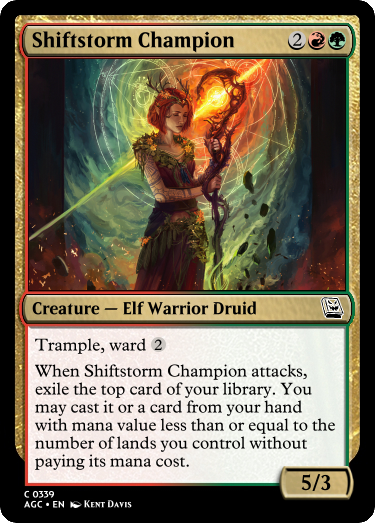 Shiftstorm Champion 2
Creature — Elf Warrior Druid
Trample, ward 2
When Shiftstorm Champion attacks,
exile the top card of your library. You
may cast it or a card from your hand
with mana value less than or equal to the
number of lands you control without
paying its mana cost.
5/3
C 0339
AGC • EN Kent Davis